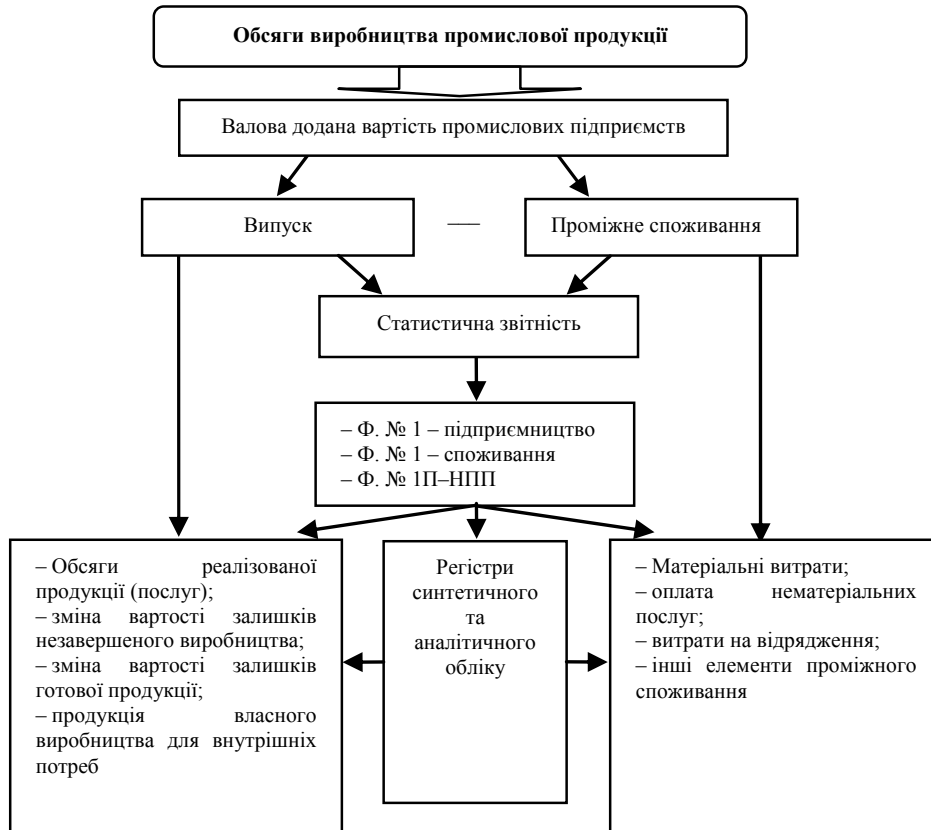 Обсяги виробництва промислової продукції
Валова додана вартість промислових підприємств
Випуск
—
Проміжне споживання
Статистична звітність
– Ф. № 1 – підприємництво
– Ф. № 1 – споживання
– Ф. № 1П–НПП
– Обсяги реалізованої
продукції (послуг);
– зміна вартості залишків
незавершеного виробництва;
– зміна вартості залишків
готової продукції;
– продукція власного
виробництва для внутрішніх
потреб
Регістри
синтетичного
та
аналітичного
обліку
– Матеріальні витрати;
– оплата нематеріальних
послуг;
– витрати на відрядження;
– інші елементи проміжного
споживання